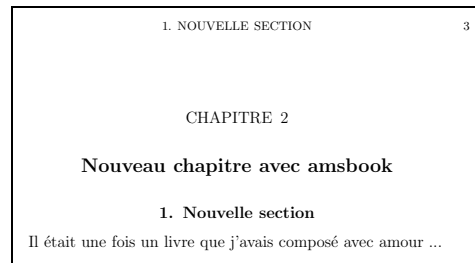 1. NOUVELLE SECTION 3
CHAPITRE 2
Nouveau chapitre avec amsbook
1. Nouvelle section
Il était une fois un livre que j'avais composé avec amour ...